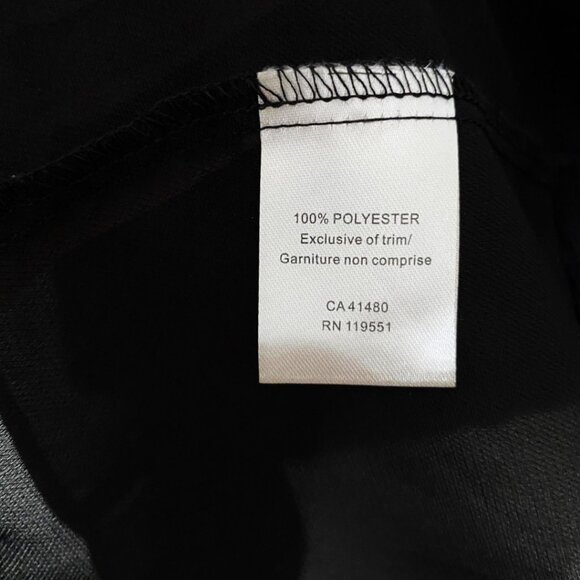 100% POLYESTER
Exclusive of trim/
Garniture non comprise
CA 41480
RN 119551